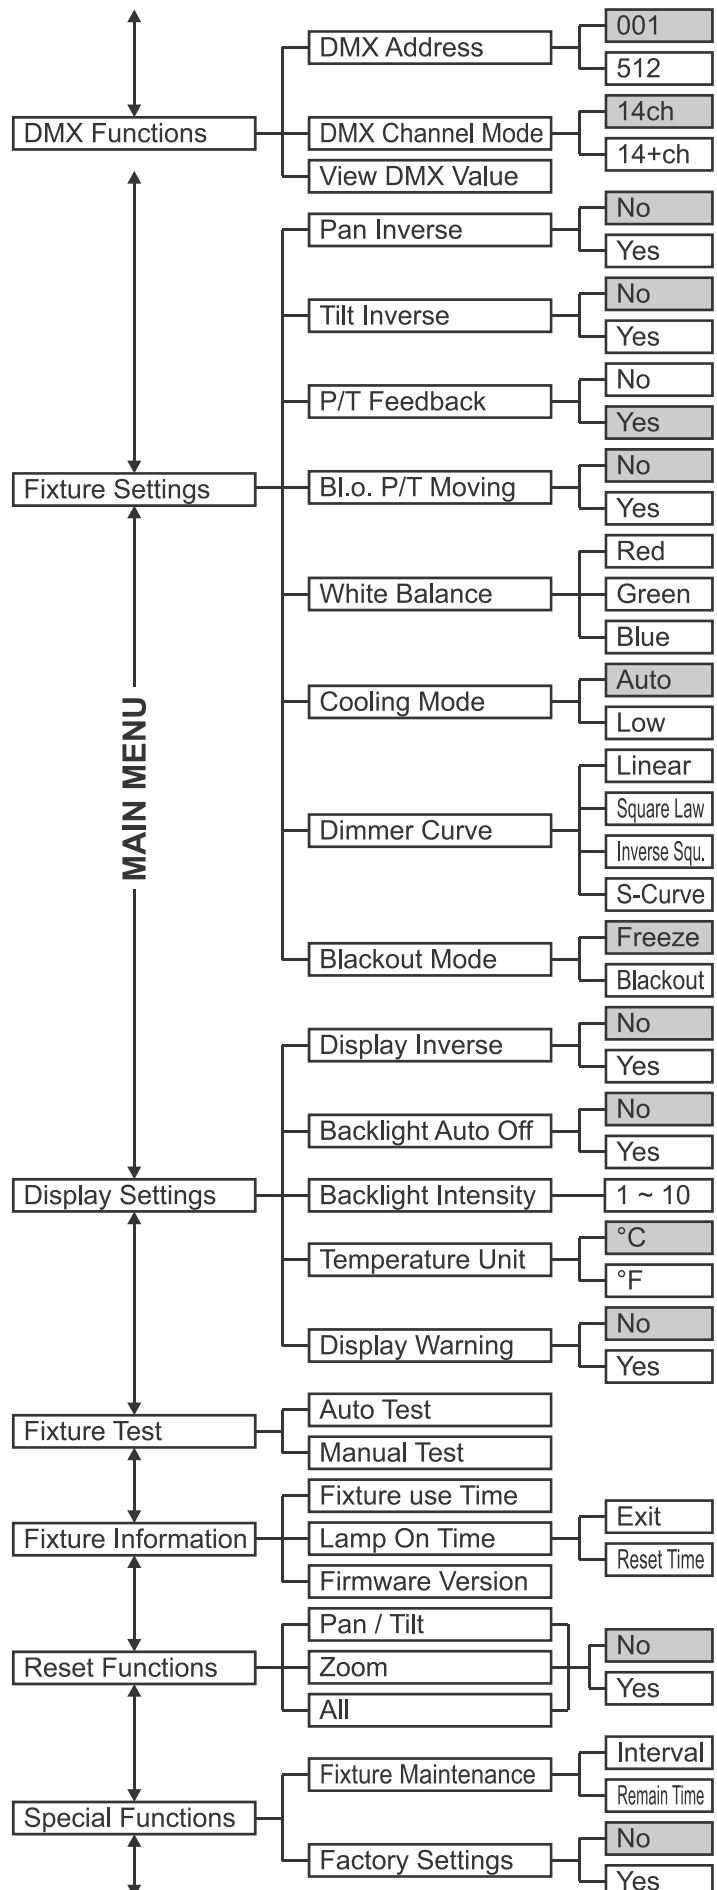 001
DMX Address
512
14ch
DMX Functions
DMX Channel Mode
14+ch
View DMX Value
No
Pan Inverse
Yes
No
Tilt Inverse
Yes
No
P/T Feedback
Yes
No
Fixture Settings
Bl.o. P/T Moving
Yes
Red
White Balance
Green
Blue
Auto
Cooling Mode
Low
MAIN MENU
Linear
Square Law
Dimmer Curve
Inverse Squ.
S-Curve
Freeze
Blackout Mode
Blackout
No
Display Inverse
Yes
No
Backlight Auto Off
Yes
Display Settings
Backlight Intensity
1 ~ 10
°C
Temperature Unit
°F
No
Display Warning
Yes
Auto Test
Fixture Test
Manual Test
Fixture use Time
Exit
Fixture Information
Lamp On Time
Reset Time
Firmware Version
Pan / Tilt
No
Reset Functions
Zoom
Yes
All
Interval
Fixture Maintenance
Remain Time
Special Functions
No
Factory Settings
Yes